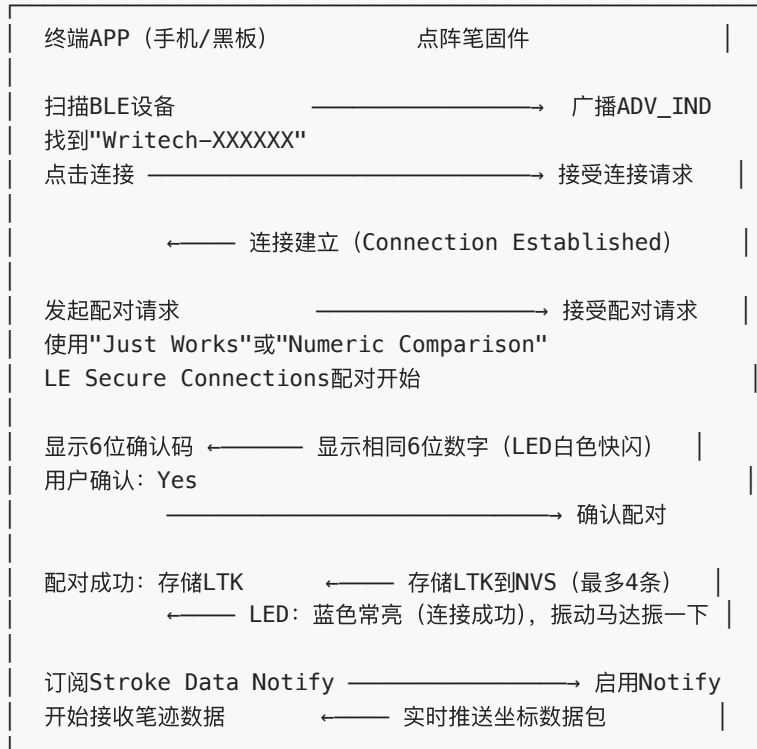 终端APP（手机/黑板） 点阵笔固件
扫描BLE设备 ────────→ 广播ADV_IND
找到"Writech-XXXXXX"
点击连接 ──────────────→ 接受连接请求
←──── 连接建立（Connection Established）
发起配对请求 ────────→ 接受配对请求
使用"Just Works"或"Numeric Comparison"
LE Secure Connections配对开始
显示6位确认码 ←───── 显示相同6位数字（LED白色快闪）
用户确认：Yes
──────────────→ 确认配对
配对成功：存储LTK ←──── 存储LTK到NVS（最多4条）
←──── LED：蓝色常亮（连接成功），振动马达振一下
订阅Stroke Data Notify ────────→ 启用Notify
开始接收笔迹数据 ←──── 实时推送坐标数据包